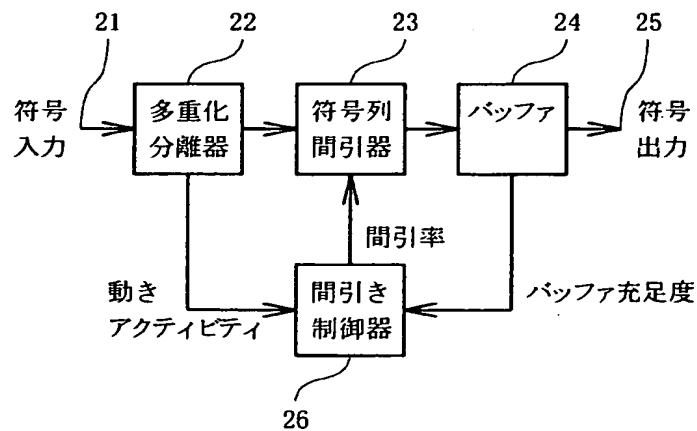 21
22
23
24
25
符号
入力
多重化
分離器
符号列
間引器
バッファ
符号
出力
間引率
動き
アクティビティ
間引き
制御器
バッファ充足度
26